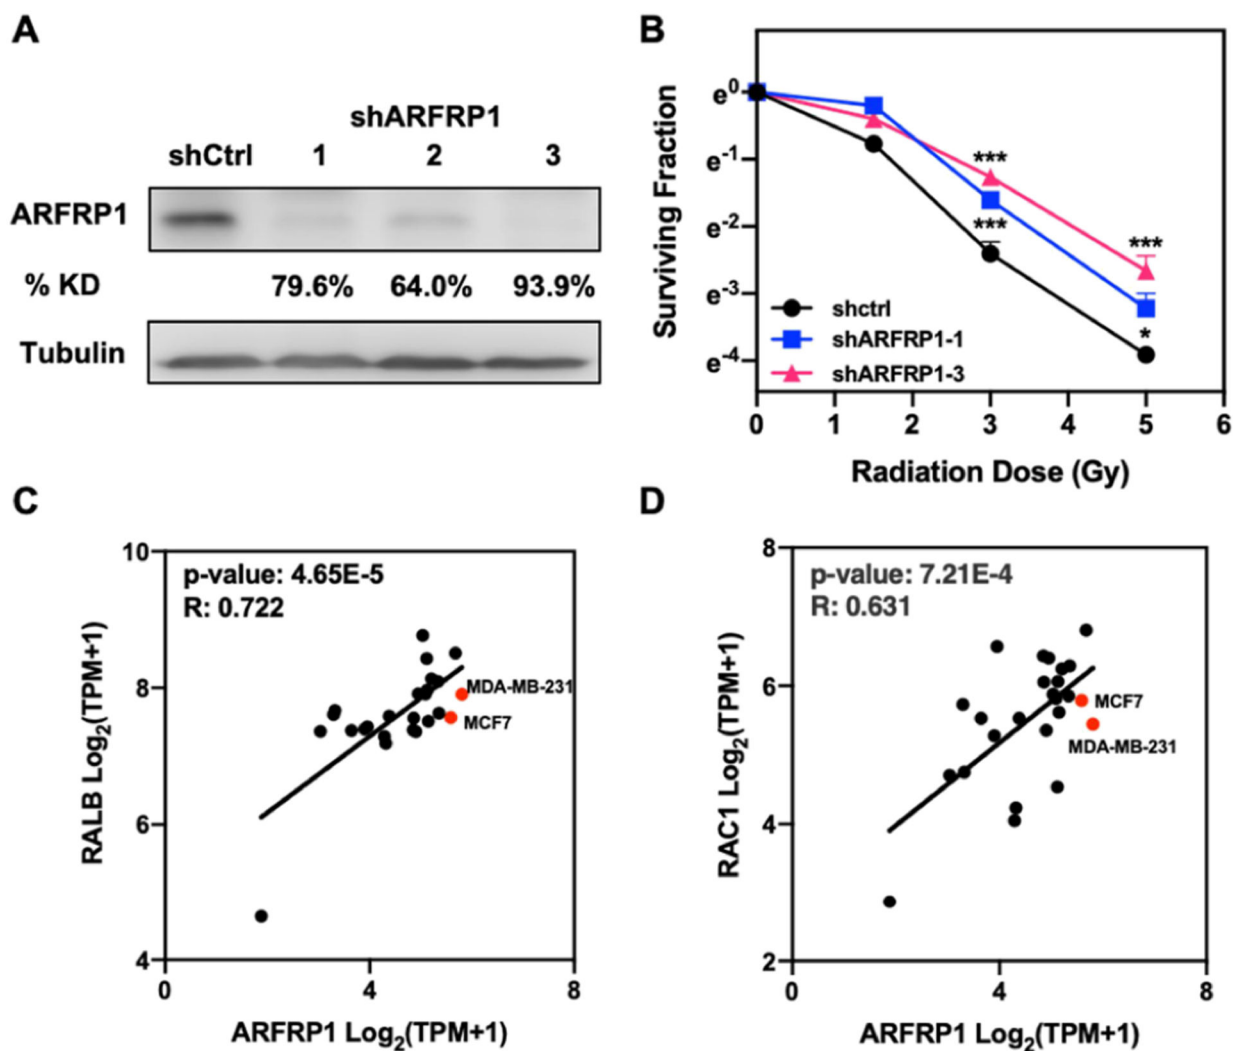 A
shARFRP1
shCtrl 1 2 3
ARFRP1
% KD 79.6% 64.0% 93.9%
Tubulin
B
Surviving Fraction
e0
e-1
e-2
e-3
e-4
***
***
***
*
shctrl
shARFRP1-1
shARFRP1-3
0 1 2 3 4 5 6
Radiation Dose (Gy)
C
RALB Log2(TPM+1)
10
8
6
4
p-value: 4.65E-5
R: 0.722
MDA-MB-231
MCF7
0 4 8
ARFRP1 Log2(TPM+1)
D
RAC1 Log2(TPM+1)
8
6
4
2
p-value: 7.21E-4
R: 0.631
MCF7
MDA-MB-231
0 4 8
ARFRP1 Log2(TPM+1)